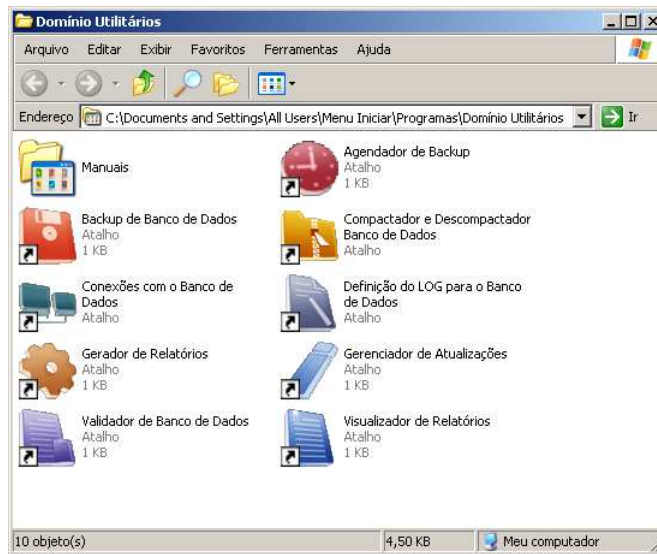 Domínio Utilitários
Arquivo Editar Exibir Favoritos Ferramentas Ajuda
Endereço C:\Documents and Settings\All Users\Menu Iniciar\Programas\Domínio Utilitários Ir
Manuais
Agendador de Backup
Atalho
1 KB
Backup de Banco de Dados
Atalho
1 KB
Compactador e Descompactador
Banco de Dados
Atalho
Conexões com o Banco de
Dados
Atalho
Definição do LOG para o Banco
de Dados
Atalho
Gerador de Relatórios
Atalho
1 KB
Gerenciador de Atualizações
Atalho
1 KB
Validador de Banco de Dados
Atalho
1 KB
Visualizador de Relatórios
Atalho
1 KB
10 objeto(s) 4,50 KB Meu computador